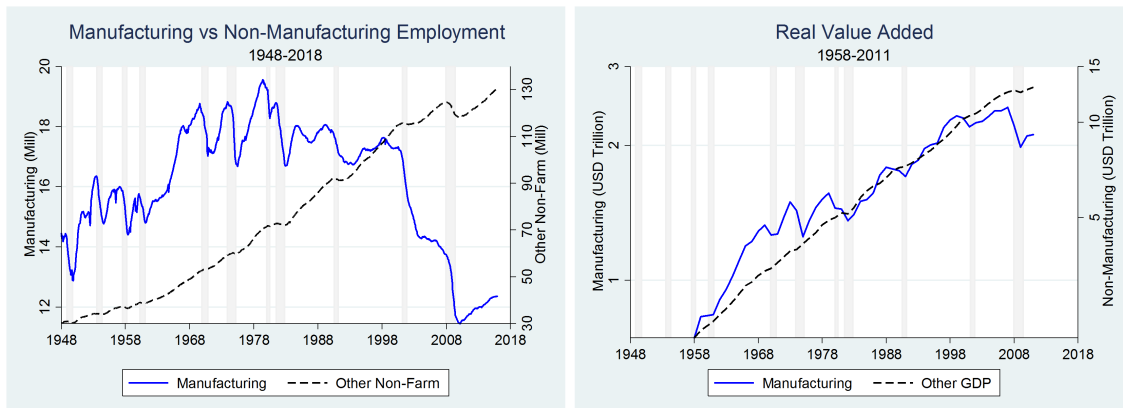 Manufacturing vs Non-Manufacturing Employment
1948-2018
20
18
16
14
12
Manufacturing (Mill)
130
110
90
70
50
30
Other Non-Farm (Mill)
1948 1958 1968 1978 1988 1998 2008 2018
Manufacturing Other Non-Farm
Real Value Added
1958-2011
3
2
1
Manufacturing (USD Trillion)
15
10
5
Non-Manufacturing (USD Trillion)
1948 1958 1968 1978 1988 1998 2008 2018
Manufacturing Other GDP